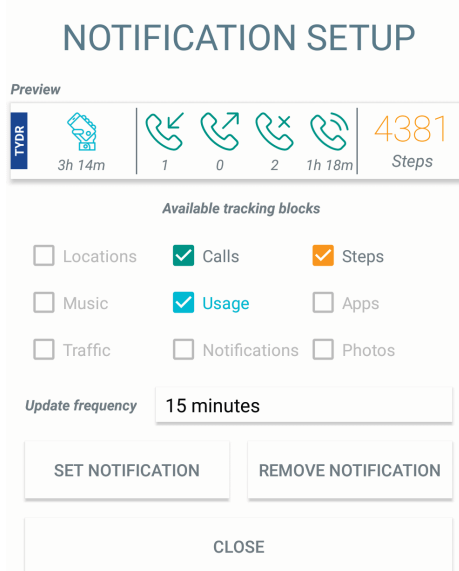 NOTIFICATION SETUP
Preview
TYDR
3h 14m 1 0 2 1h 18m 4381 Steps
Available tracking blocks
Locations Calls Steps
Music Usage Apps
Traffic Notifications Photos
Update frequency 15 minutes
SET NOTIFICATION REMOVE NOTIFICATION
CLOSE